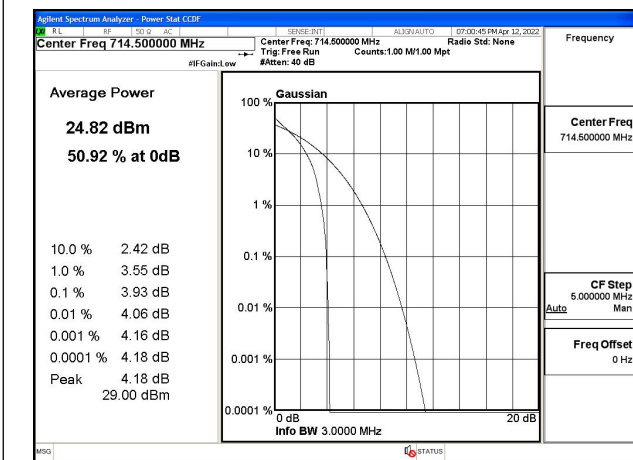 Agilent Spectrum Analyzer - Power Stat CCDF
RL RF 50 Ω AC SENSE:INT ALIGN AUTO 07:00:45 PM Apr 12, 2022
Center Freq 714.500000 MHz
Center Freq: 714.500000 MHz Radio Std: None
Trig: Free Run Counts:1.00 M/1.00 Mpt
#IFGain:Low #Atten: 40 dB
Frequency
Average Power
24.82 dBm
50.92 % at 0dB
10.0 % 2.42 dB
1.0 % 3.55 dB
0.1 % 3.93 dB
0.01 % 4.06 dB
0.001 % 4.16 dB
0.0001 % 4.18 dB
Peak 4.18 dB
29.00 dBm
Gaussian
100 %
10 %
1 %
0.1 %
0.01 %
0.001 %
0.0001 %
0 dB 20 dB
Info BW 3.0000 MHz
Center Freq
714.500000 MHz
CF Step
5.000000 MHz
Auto Man
Freq Offset
0 Hz
MSG STATUS